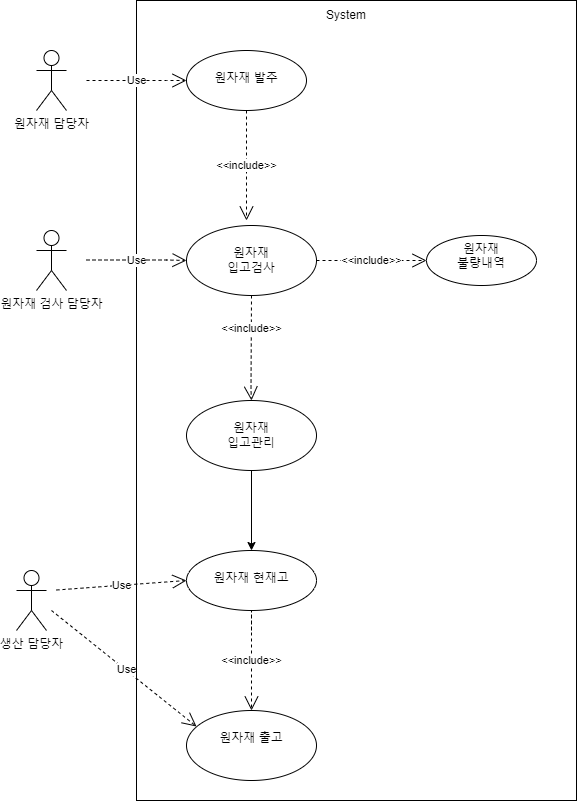 System
원자재 발주
Use
원자재 담당자
<<include>>
원자재
입고검사
Use
<<include>>
원자재
불량내역
원자재 검사 담당자
<<include>>
원자재
입고관리
원자재 현재고
Use
생산 담당자
<<include>>
Use
원자재 출고